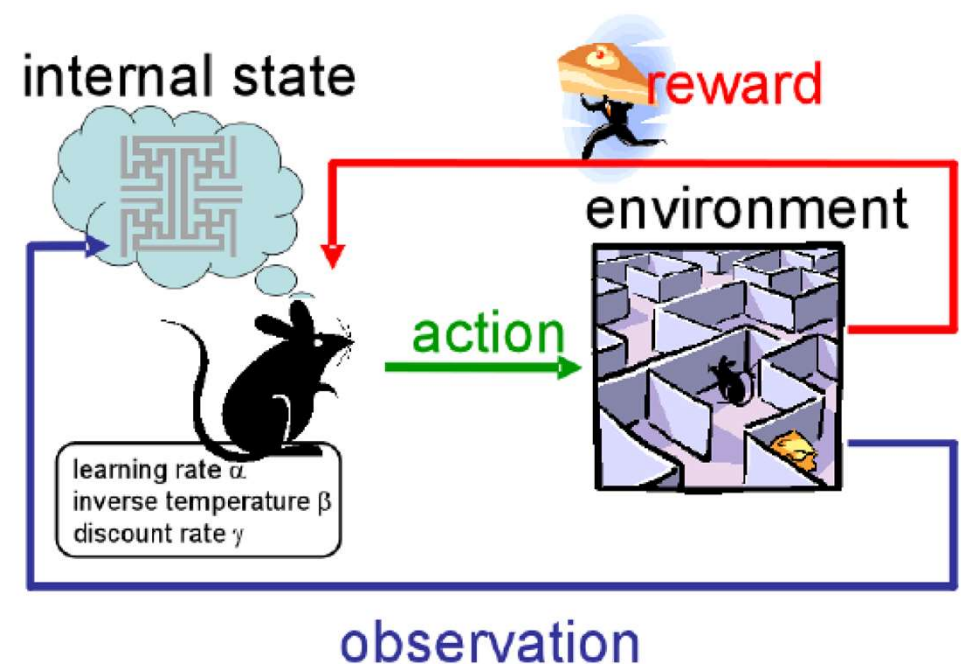 internal state
reward
environment
action
learning rate α
inverse temperature β
discount rate γ
observation